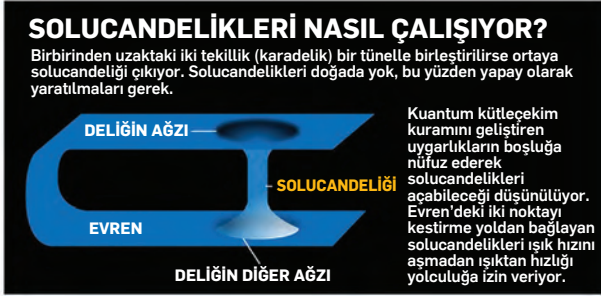 SOLUCANDELİKLERİ NASIL ÇALIŞIYOR?
Birbirinden uzaktaki iki tekillik (karadelik) bir tünelle birleştirilirse ortaya
solucandeliği çıkıyor. Solucandelikleri doğada yok, bu yüzden yapay olarak
yaratılmaları gerek.
DELİĞİN AĞZI
SOLUCANDELİĞİ
EVREN
DELİĞİN DİĞER AĞZI
Kuantum kütleçekim
kuramını geliştiren
uygarlıkların boşluğa
nüfuz ederek
solucandelikleri
açabileceği düşünülüyor.
Evren'deki iki noktayı
kestirme yoldan bağlayan
solucandelikleri ışık hızını
aşmadan ışıktan hızlığı
yolculuğa izin veriyor.